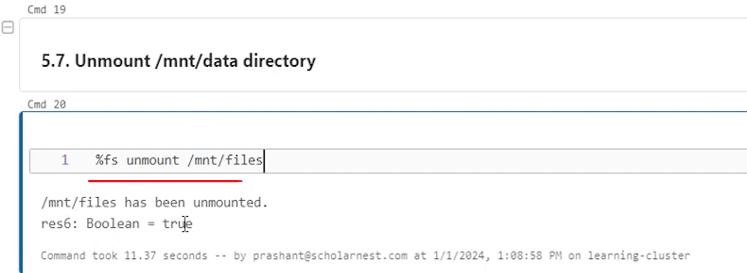 Cmd 19
5.7. Unmount /mnt/data directory
Cmd 20
1 %fs unmount /mnt/files
/mnt/files has been unmounted.
res6: Boolean = true
Command took 11.37 seconds -- by prashant@scholarnest.com at 1/1/2024, 1:08:58 PM on learning-cluster